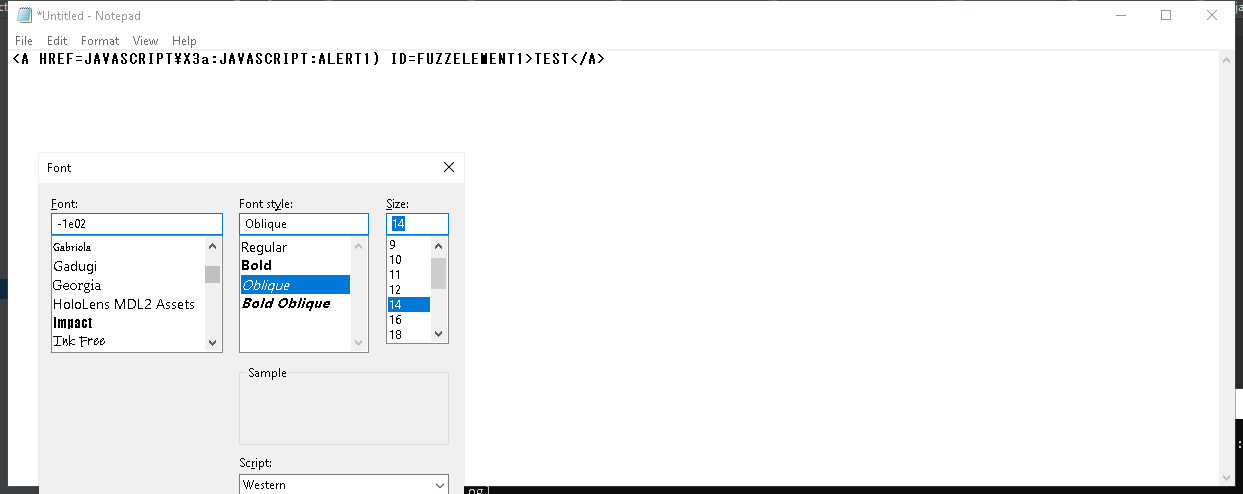 *Untitled - Notepad
File Edit Format View Help
<A HREF=JAVASCRIPT¥X3a:JAVASCRIPT:ALERT1) ID=FUZZELEMENT1>TEST</A>
Font
Font: Font style: Size:
-1e02 Oblique 14
Gabriola Regular 9
Gadugi Bold 10
Georgia Oblique 11
HoloLens MDL2 Assets Bold Oblique 12
Impact 14
Ink Free 16
18
Sample
Script:
Western